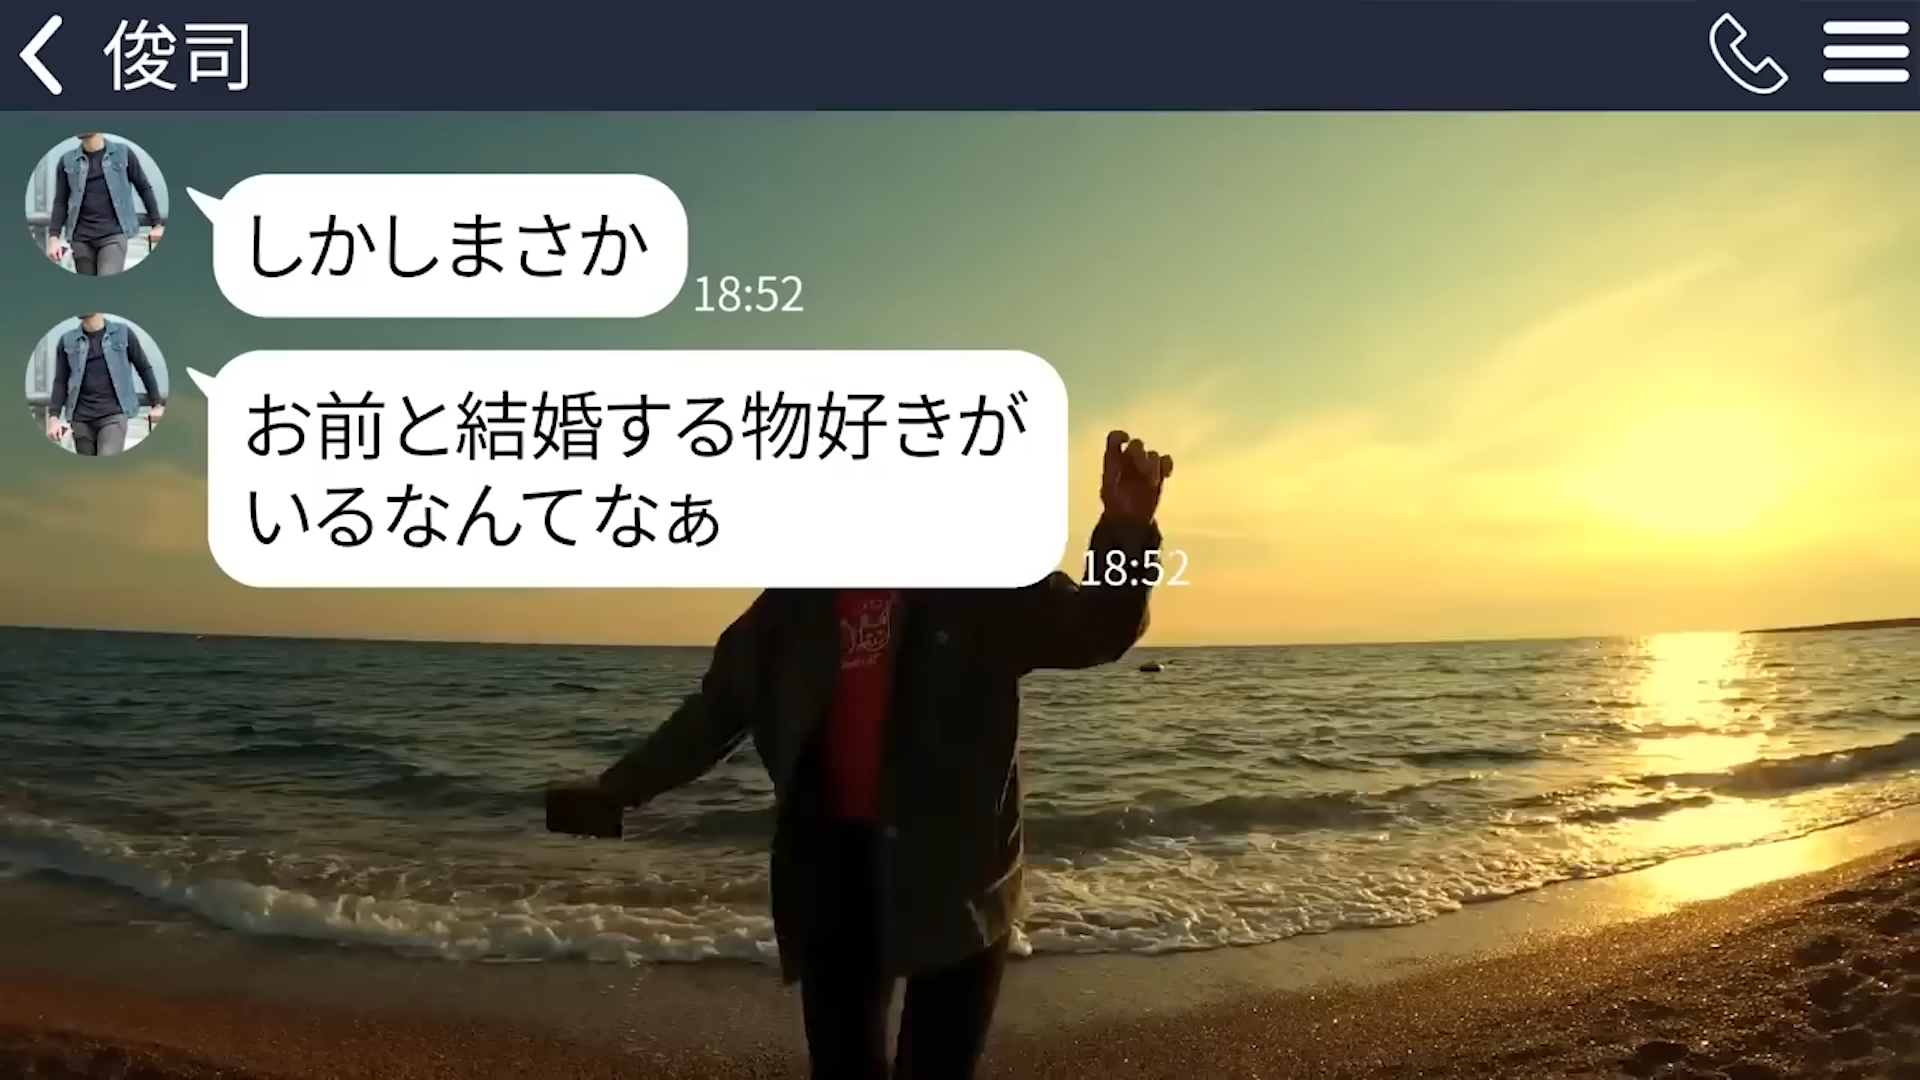 俊司
しかしまさか
18:52
お前と結婚する物好きが
いるなんてなぁ
18:52